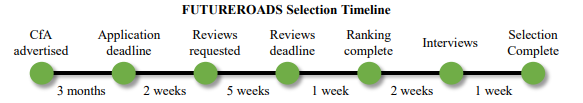 FUTUREROADS Selection Timeline
CfA advertised
Application deadline
Reviews requested
Reviews deadline
Ranking complete
Interviews
Selection Complete
3 months
2 weeks
5 weeks
1 week
2 weeks
1 week